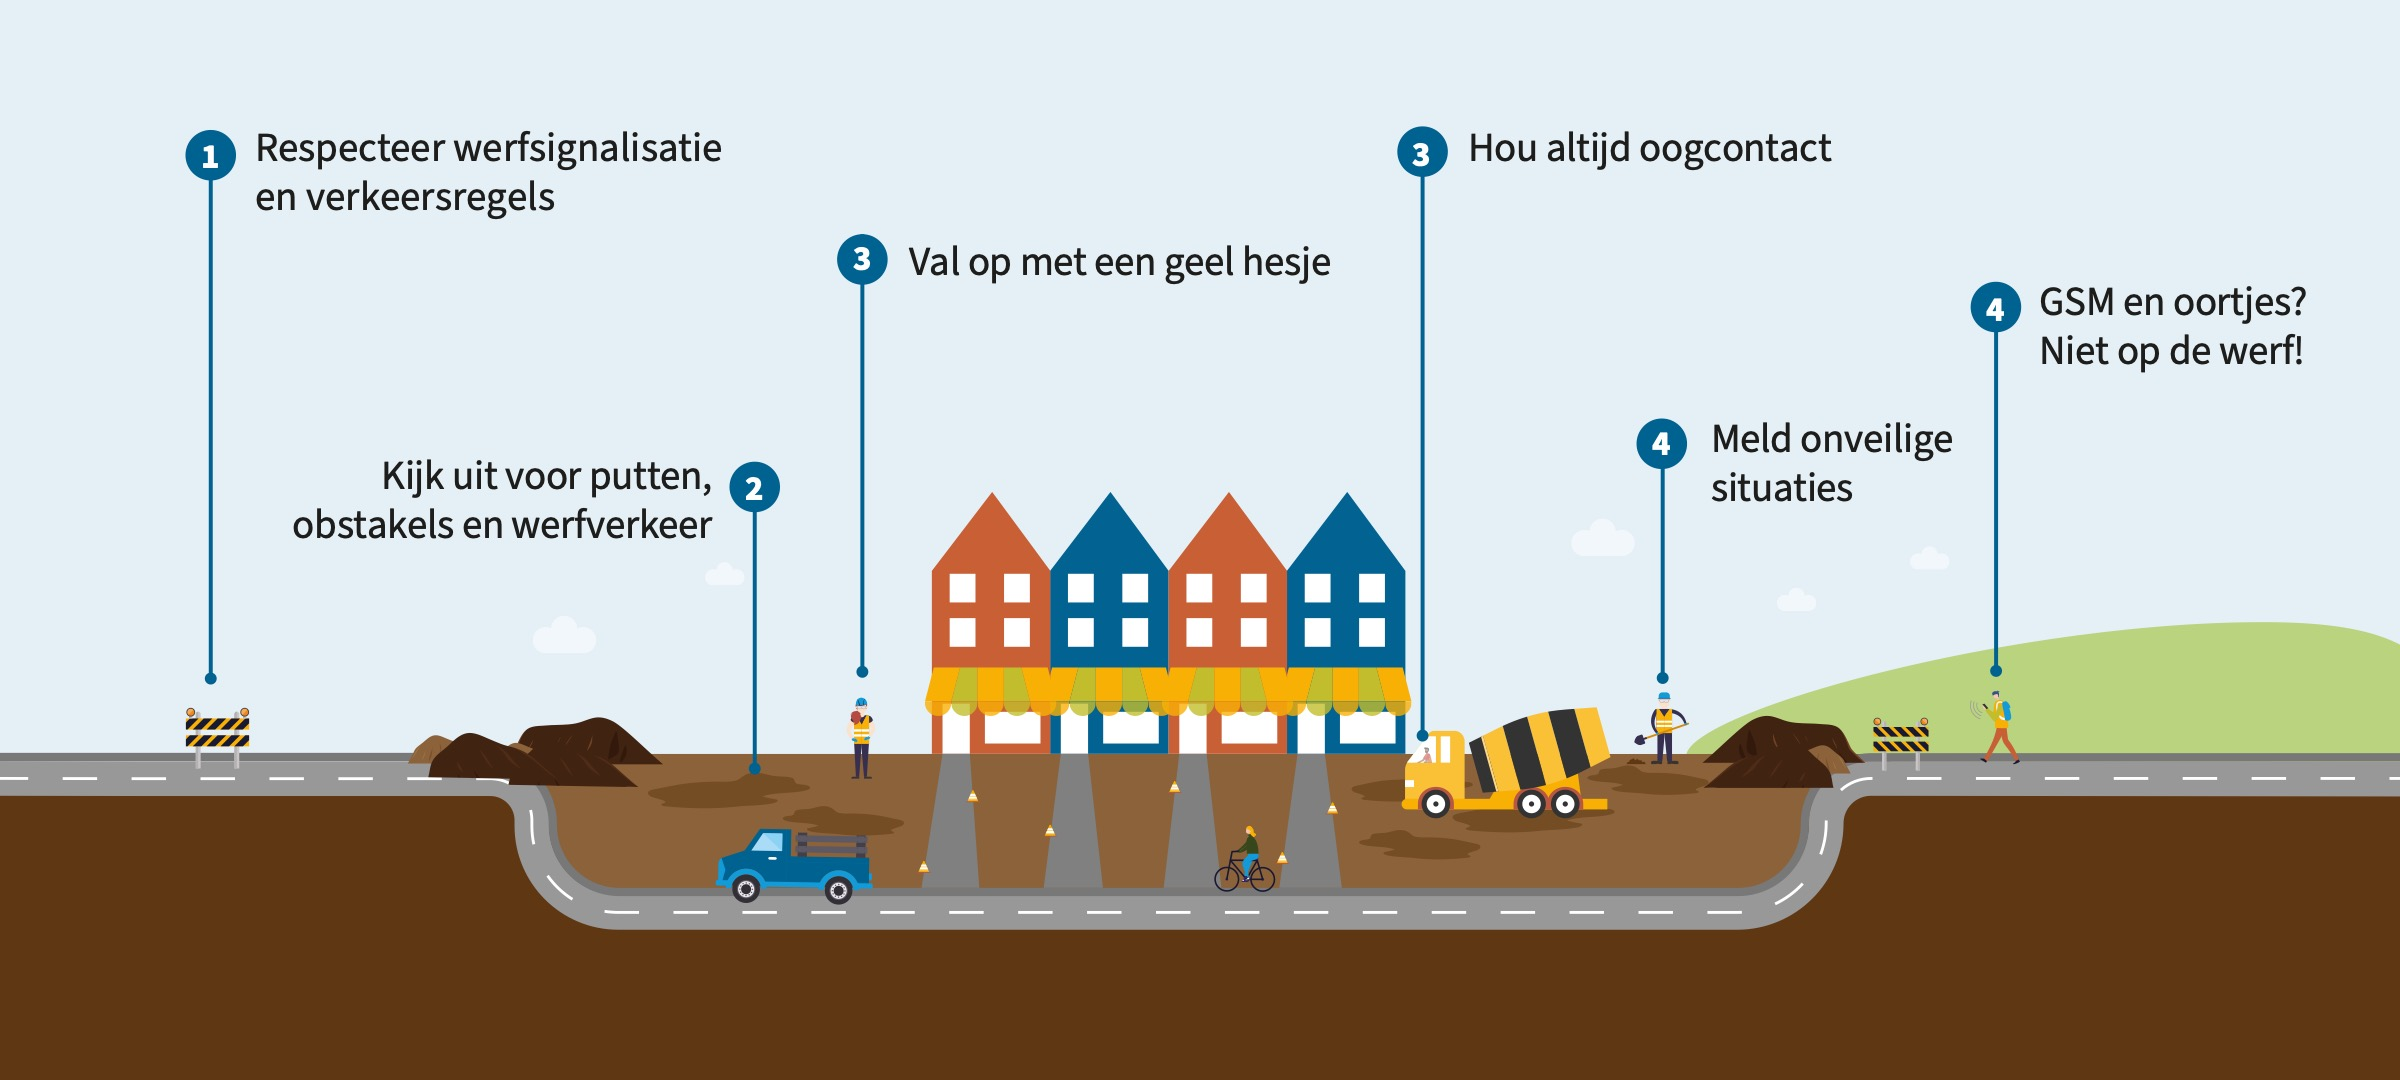 1
Respecteer werfsignalisatie
en verkeersregels
2
Kijk uit voor putten,
obstakels en werfverkeer
3
Val op met een geel hesje
3
Hou altijd oogcontact
4
Meld onveilige
situaties
4
GSM en oortjes?
Niet op de werf!